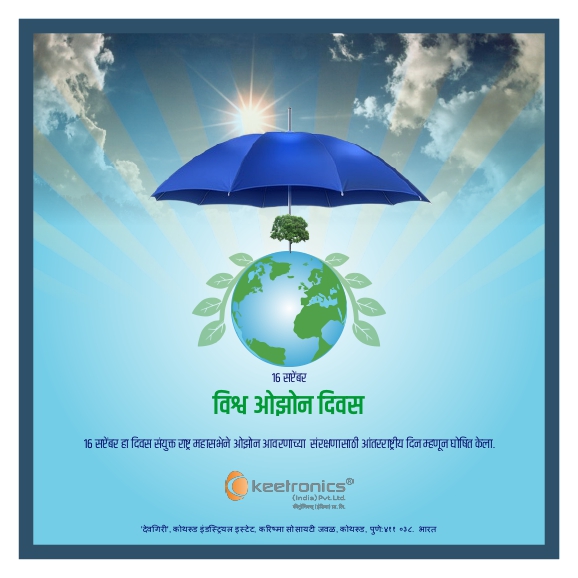 16 सप्टेंबर
विश्व ओझोन दिवस
16 सप्टेंबर हा दिवस संयुक्त राष्ट्र महासभेने ओझोन आवरणाच्या संरक्षणासाठी आंतरराष्ट्रीय दिन म्हणून घोषित केला.
keetronics®
(India) Pvt. Ltd.
'देवगिरी', कोथरुड इंडस्ट्रियल इस्टेट, करिष्मा सोसायटी जवळ, कोथरुड, पुणे:४११ ०३८. भारत